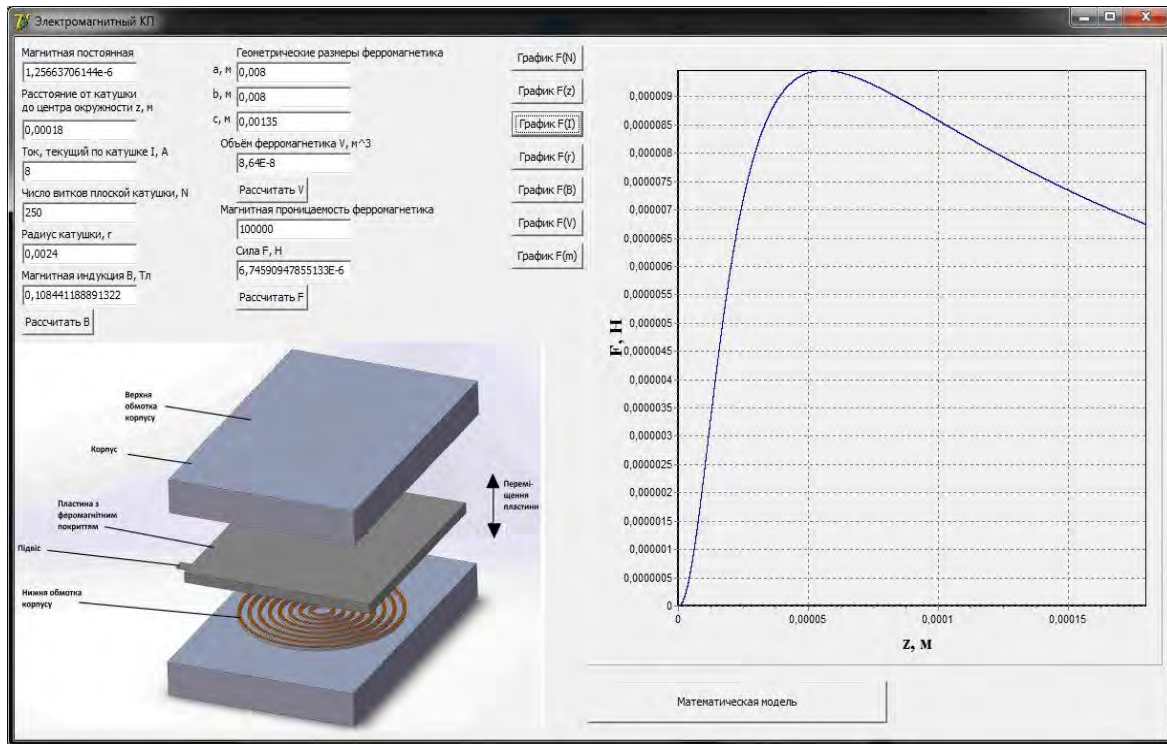 Электромагнитный КП
Магнитная постоянная
1,25663706144e-6
Расстояние от катушки
до центра окружности z, м
0,00018
Ток, текущий по катушке I, А
8
Число витков плоской катушки, N
250
Радиус катушки, r
0,0024
Магнитная индукция B, Тл
0,108441188891322
Рассчитать B
Геометрические размеры ферромагнетика
a, м 0,008
b, м 0,008
c, м 0,00135
Объём ферромагнетика V, м^3
8,64E-8
Рассчитать V
Магнитная проницаемость ферромагнетика
100000
Сила F, Н
6,74590947855133E-6
Рассчитать F
График F(N)
График F(z)
График F(I)
График F(r)
График F(B)
График F(V)
График F(m)
Верхня
обмотка
корпусу
Корпус
Пластина з
феромагнітним
покриттям
Підвіс
Нижня обмотка
корпусу
Перемі-
щення
пластини
0,000009
0,0000085
0,000008
0,0000075
0,000007
0,0000065
0,000006
0,0000055
0,000005
0,0000045
0,000004
0,0000035
0,000003
0,0000025
0,000002
0,0000015
0,000001
0,0000005
0
F, Н
0
0,00005
0,0001
0,00015
z, м
Математическая модель